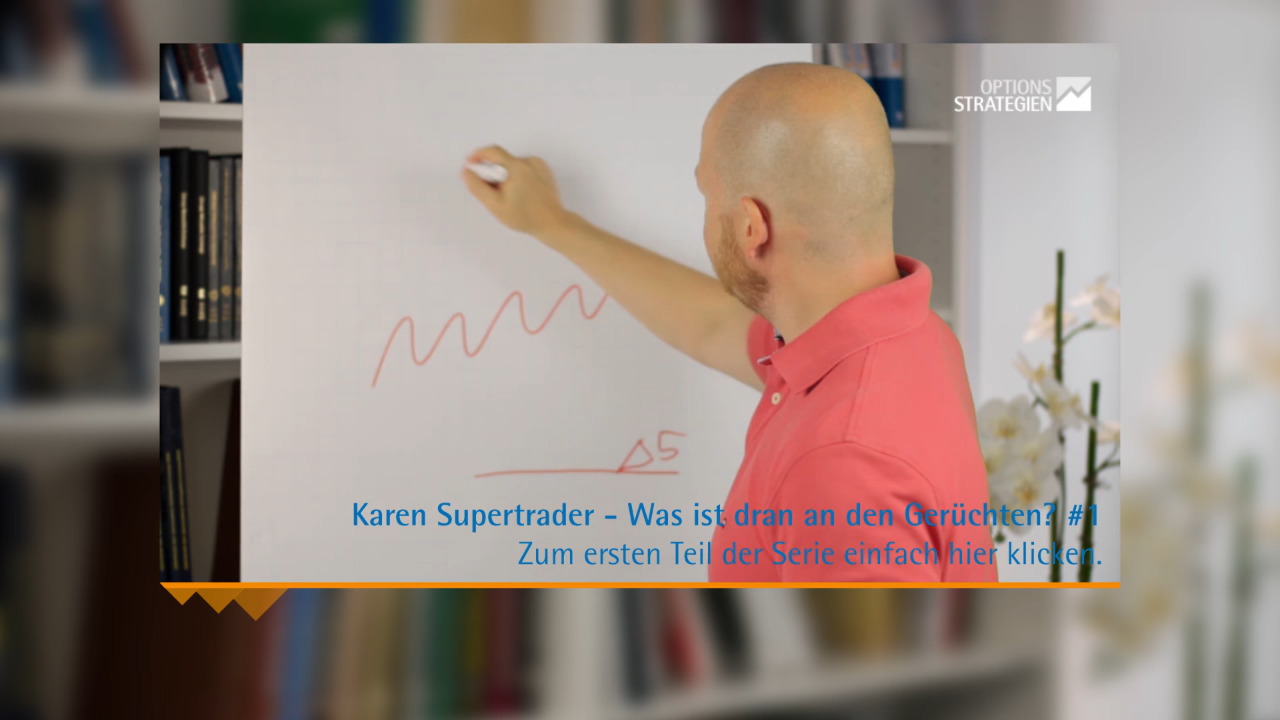 OPTIONS
STRATEGIEN
Δ5
Karen Supertrader - Was ist dran an den Gerüchten? #1
Zum ersten Teil der Serie einfach hier klicken.